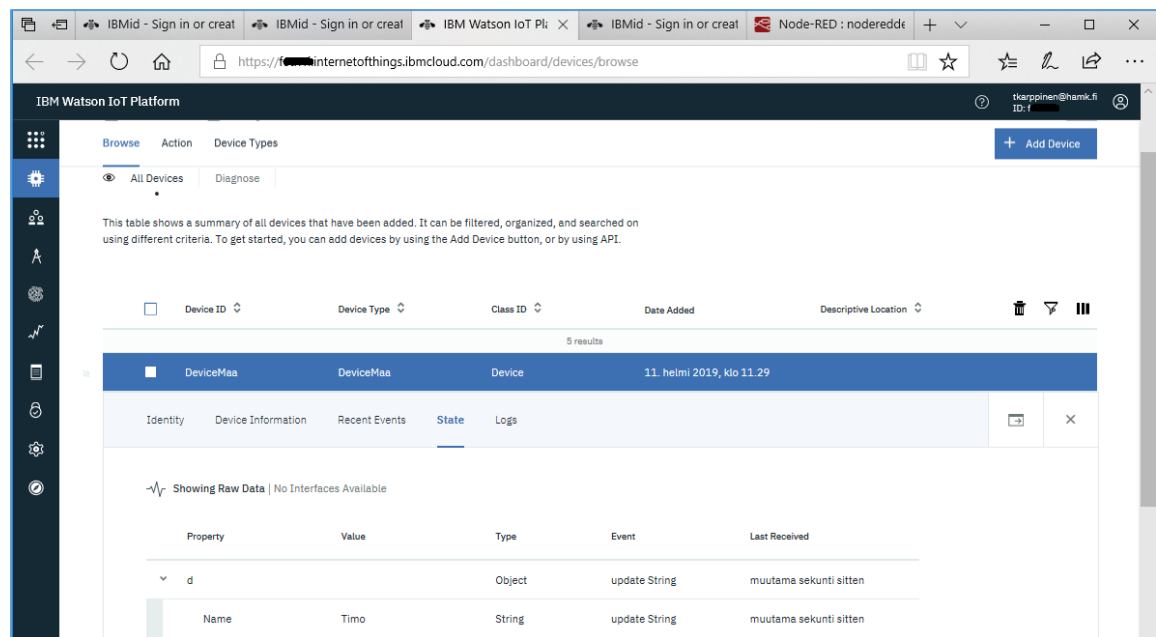 IBMid - Sign in or creat
IBMid - Sign in or creat
IBM Watson IoT Pla
IBMid - Sign in or creat
Node-RED : noderedde
https://f internetofthings.ibmcloud.com/dashboard/devices/browse
IBM Watson IoT Platform
tkarppinen@hamk.fi
ID: f
Browse Action Device Types
+ Add Device
All Devices Diagnose
This table shows a summary of all devices that have been added. It can be filtered, organized, and searched on
using different criteria. To get started, you can add devices by using the Add Device button, or by using API.
Device ID Device Type Class ID Date Added Descriptive Location
5 results
DeviceMaa DeviceMaa Device 11. helmi 2019, klo 11.29
Identity Device Information Recent Events State Logs
Showing Raw Data | No Interfaces Available
Property Value Type Event Last Received
d Object update String muutama sekunti sitten
Name Timo String update String muutama sekunti sitten